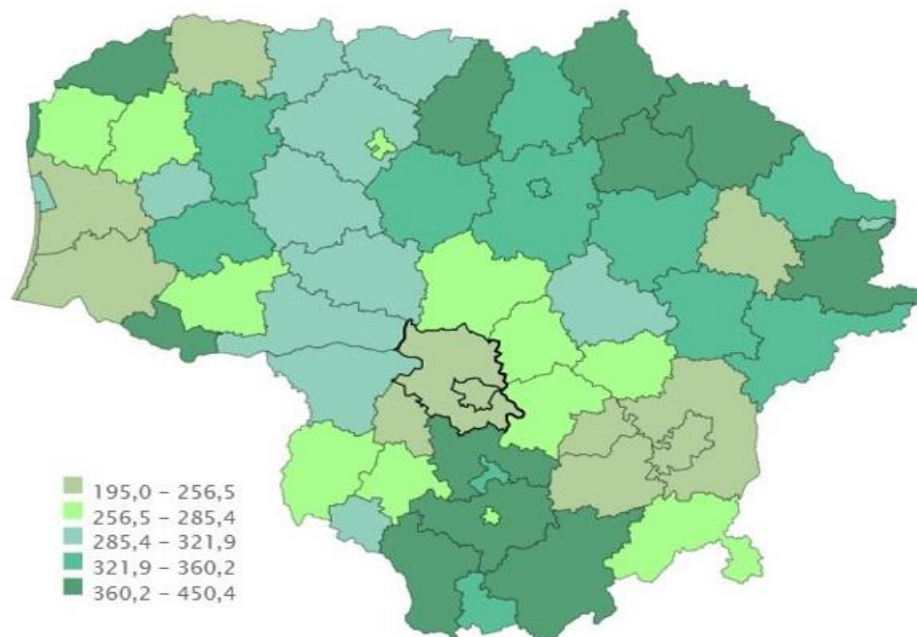 195,0 – 256,5
256,5 – 285,4
285,4 – 321,9
321,9 – 360,2
360,2 – 450,4